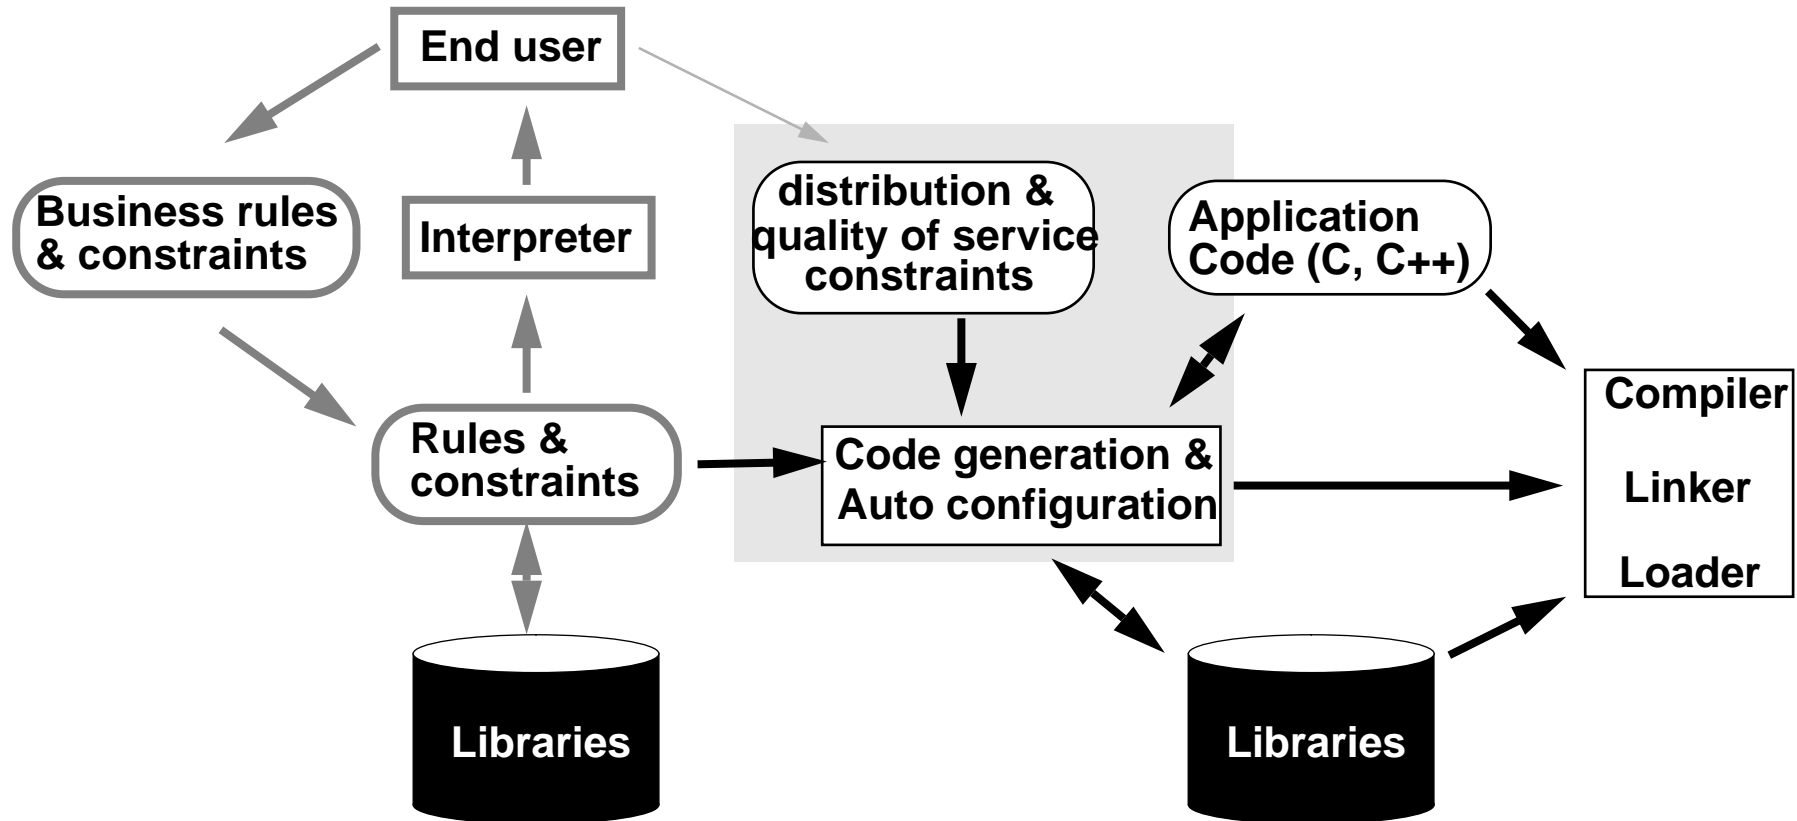 End user
Business rules
& constraints
Interpreter
distribution &
quality of service
constraints
Application
Code (C, C++)
Rules &
constraints
Code generation &
Auto configuration
Compiler
Linker
Loader
Libraries
Libraries